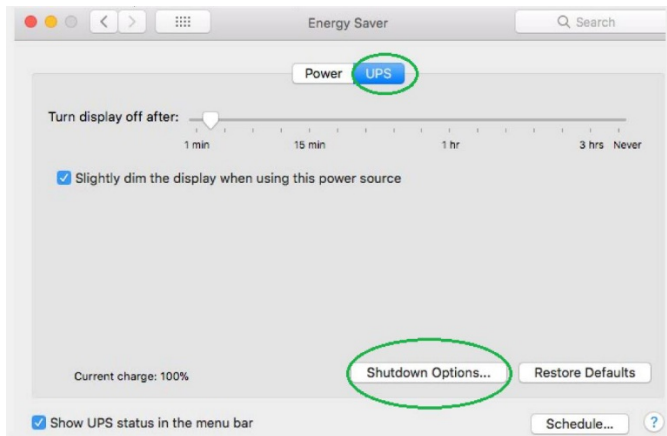 Energy Saver
Search
Power UPS
Turn display off after:
1 min 15 min 1 hr 3 hrs Never
Slightly dim the display when using this power source
Current charge: 100% Shutdown Options... Restore Defaults
Show UPS status in the menu bar Schedule... ?